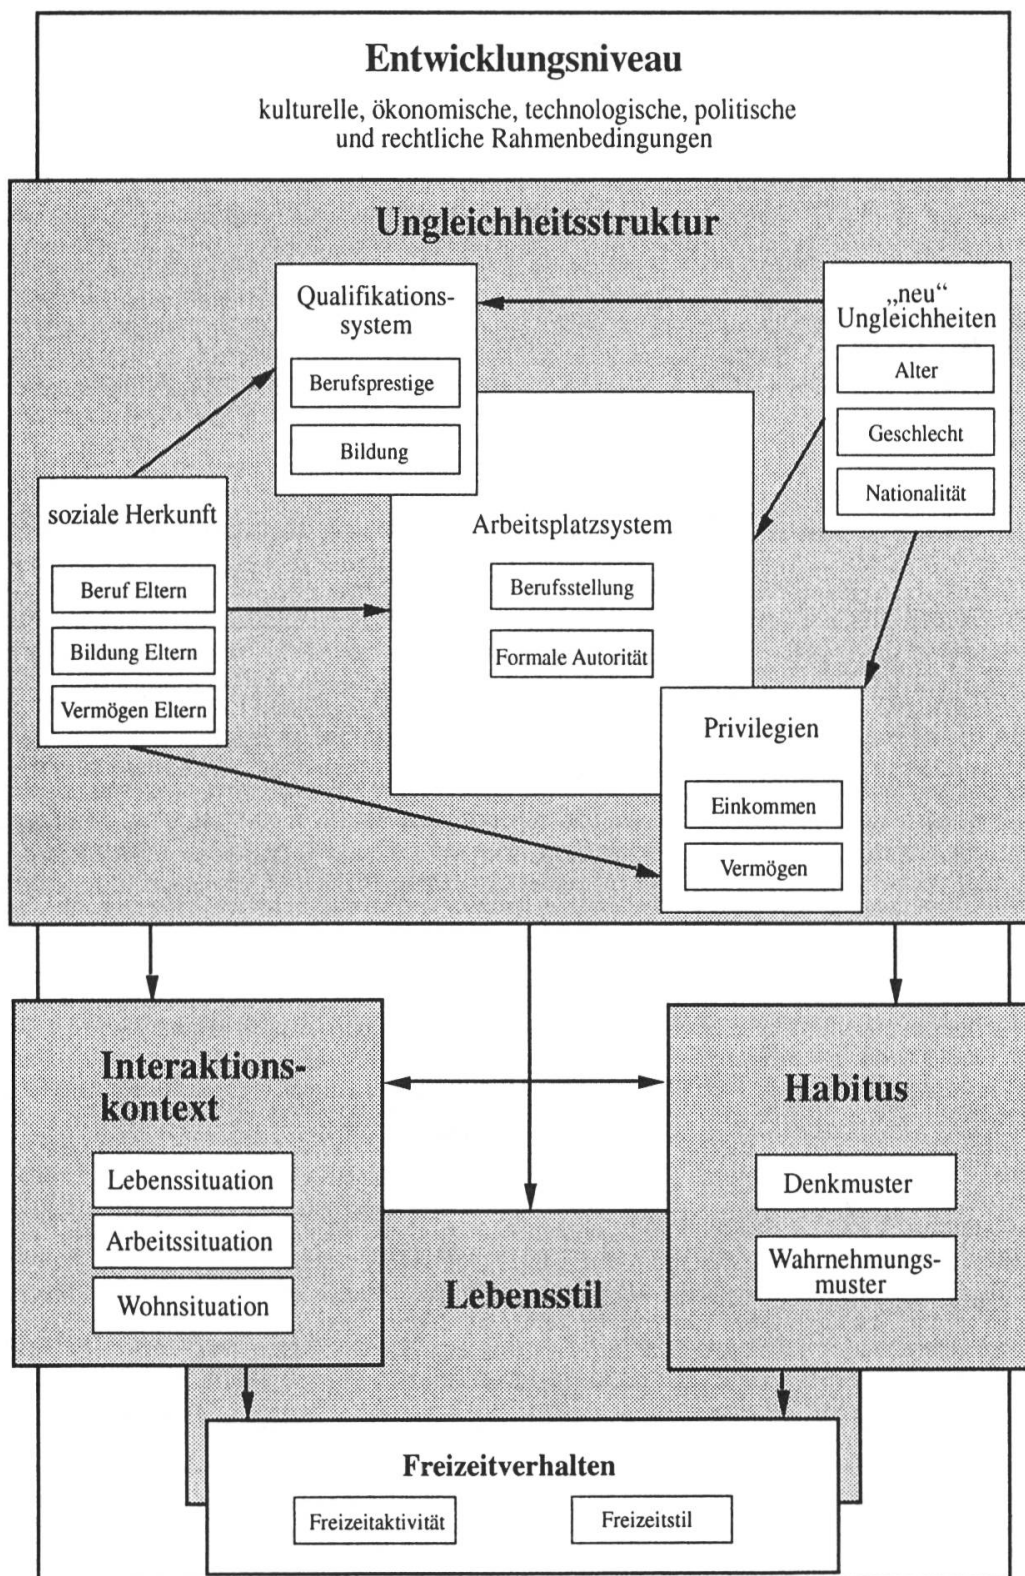 Entwicklungsniveau
kulturelle, ökonomische, technologische, politische
und rechtliche Rahmenbedingungen
Ungleichheitsstruktur
Qualifikations-
system
Berufsprestige
Bildung
„neu“
Ungleichheiten
Alter
Geschlecht
Nationalität
soziale Herkunft
Beruf Eltern
Bildung Eltern
Vermögen Eltern
Arbeitsplatzsystem
Berufsstellung
Formale Autorität
Privilegien
Einkommen
Vermögen
Interaktions-
kontext
Lebenssituation
Arbeitssituation
Wohnsituation
Habitus
Denkmuster
Wahrnehmungs-
muster
Lebensstil
Freizeitverhalten
Freizeitaktivität
Freizeitstil